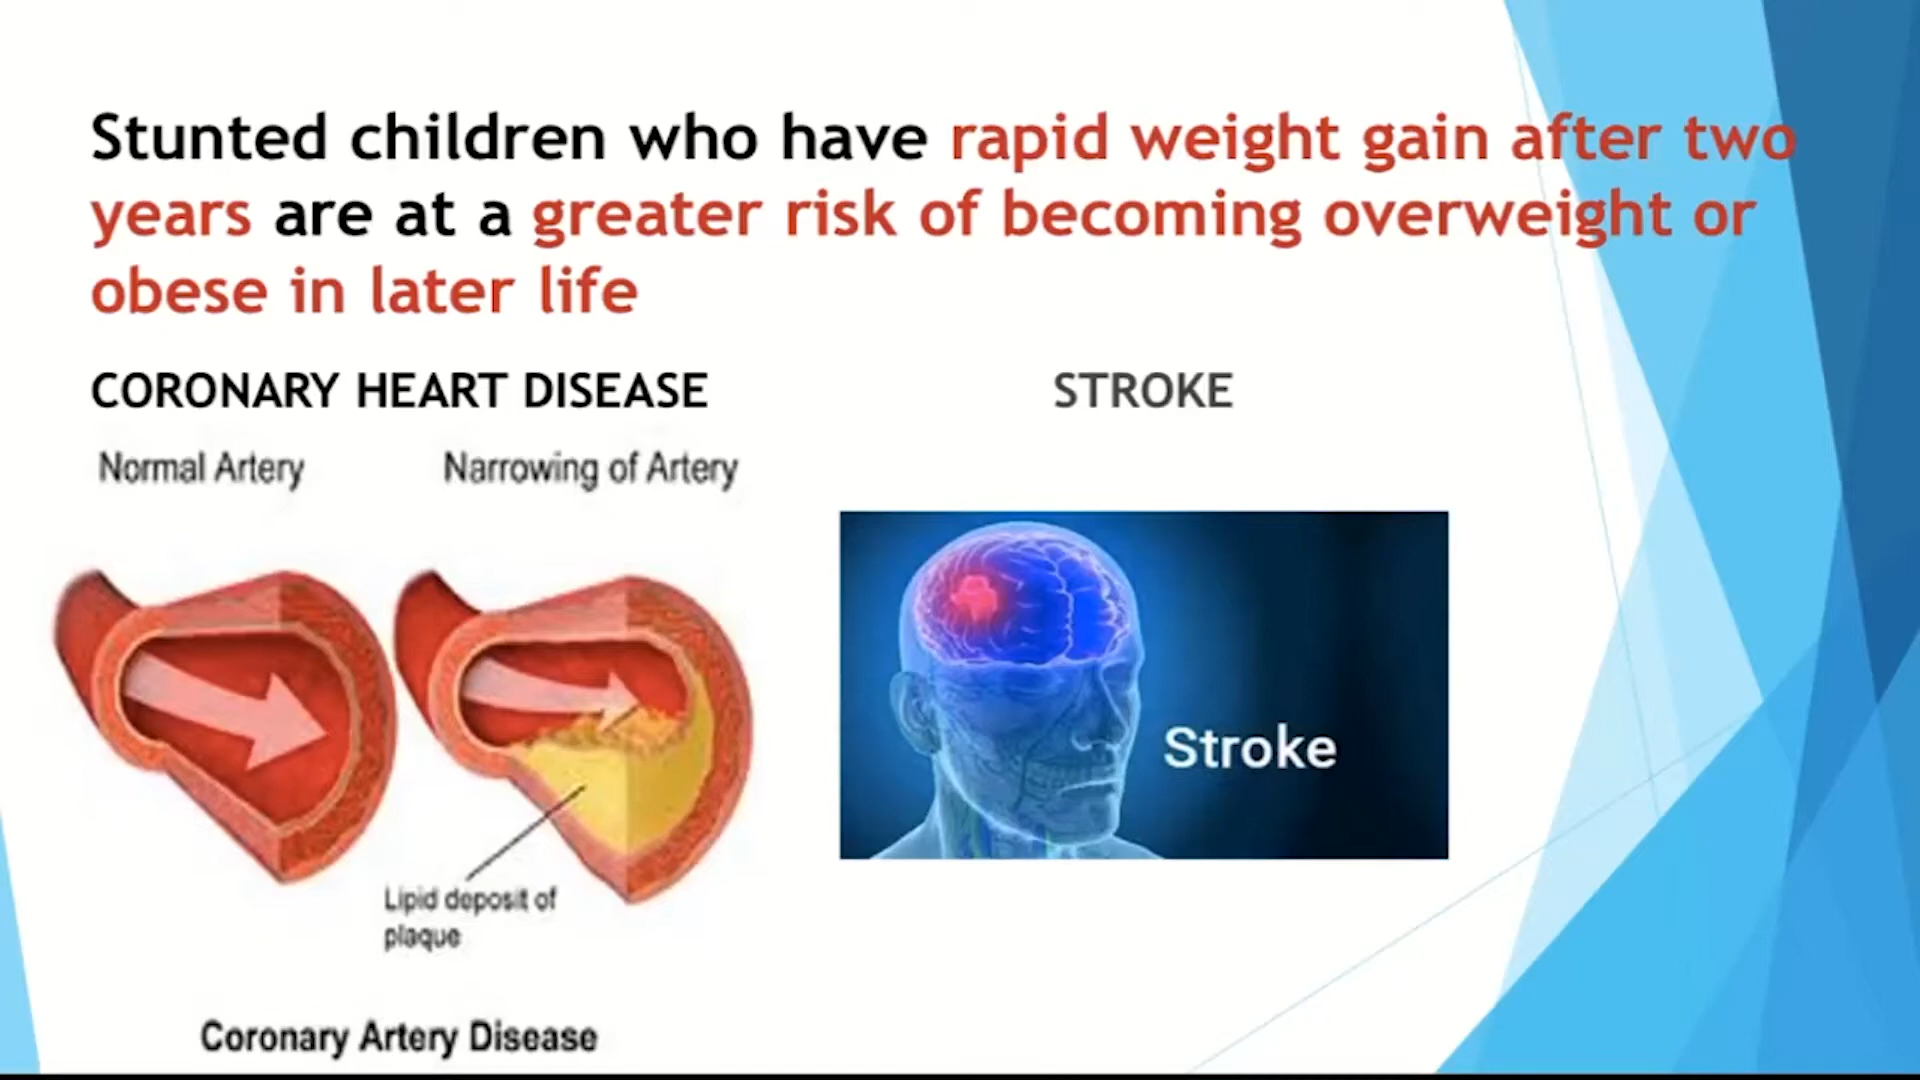 Stunted children who have rapid weight gain after two
years are at a greater risk of becoming overweight or
obese in later life
CORONARY HEART DISEASE
STROKE
Normal Artery
Narrowing of Artery
Lipid deposit of
plaque
Coronary Artery Disease
Stroke